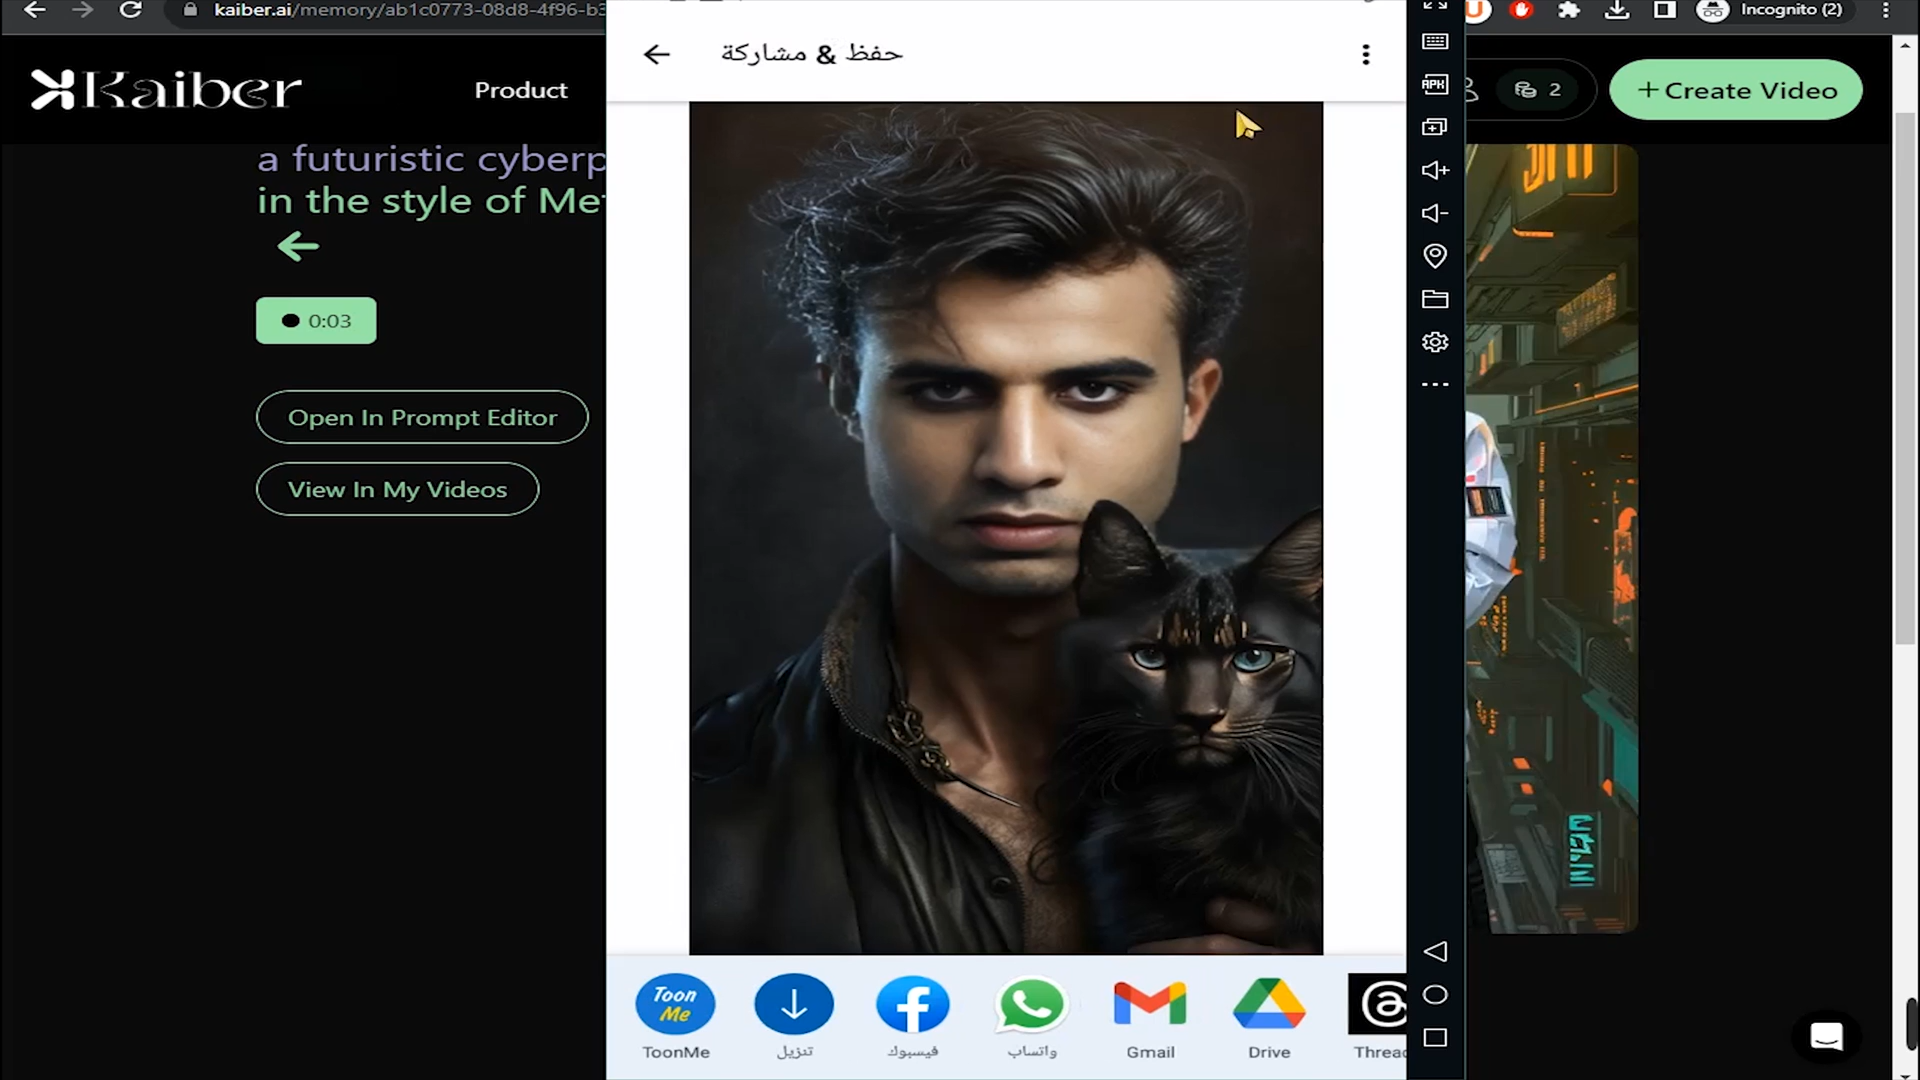 kaiber.ai/memory/ab1c0773-08d8-4f96-b3
Incognito (2)
Kaiber
Product
2
+ Create Video
حفظ & مشاركة
APK
a futuristic cyberp
in the style of Me
0:03
Open In Prompt Editor
View In My Videos
Toon
Me
ToonMe
تنزيل
فيسبوك
واتساب
Gmail
Drive
Threa